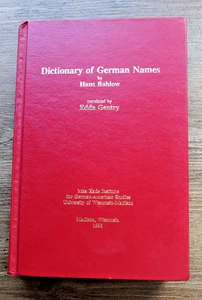 Dictionary of German Names
by
Hans Bahlow
translated by
Edda Gentry
Max Kade Institute
for German-American Studies
University of Wisconsin-Madison
Madison, Wisconsin
1993